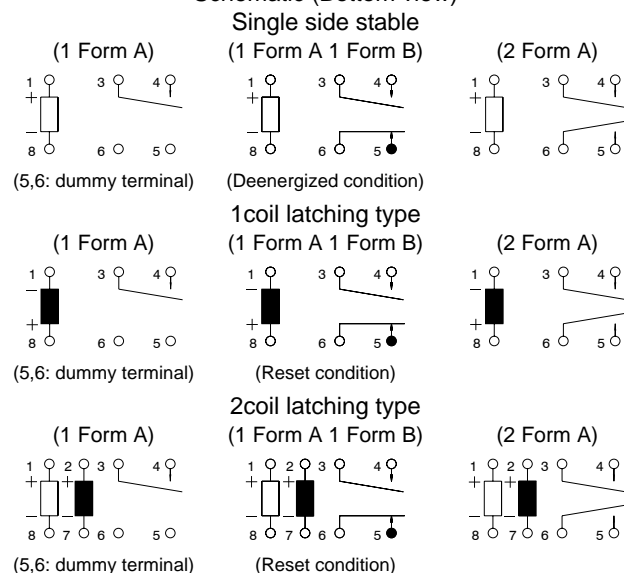 Schematic (Bottom View)
Single side stable
(1 Form A) (1 Form A 1 Form B) (2 Form A)
1 3 4 1 3 4 1 3 4
+ + +
− − −
8 6 5 8 6 5 8 6 5
(5,6: dummy terminal) (Deenergized condition)
1coil latching type
(1 Form A) (1 Form A 1 Form B) (2 Form A)
1 3 4 1 3 4 1 3 4
− − −
+ + +
8 6 5 8 6 5 8 6 5
(5,6: dummy terminal) (Reset condition)
2coil latching type
(1 Form A) (1 Form A 1 Form B) (2 Form A)
1 2 3 4 1 2 3 4 1 2 3 4
+ + + + + +
− − − − − −
8 7 6 5 8 7 6 5 8 7 6 5
(5,6: dummy terminal) (Reset condition)